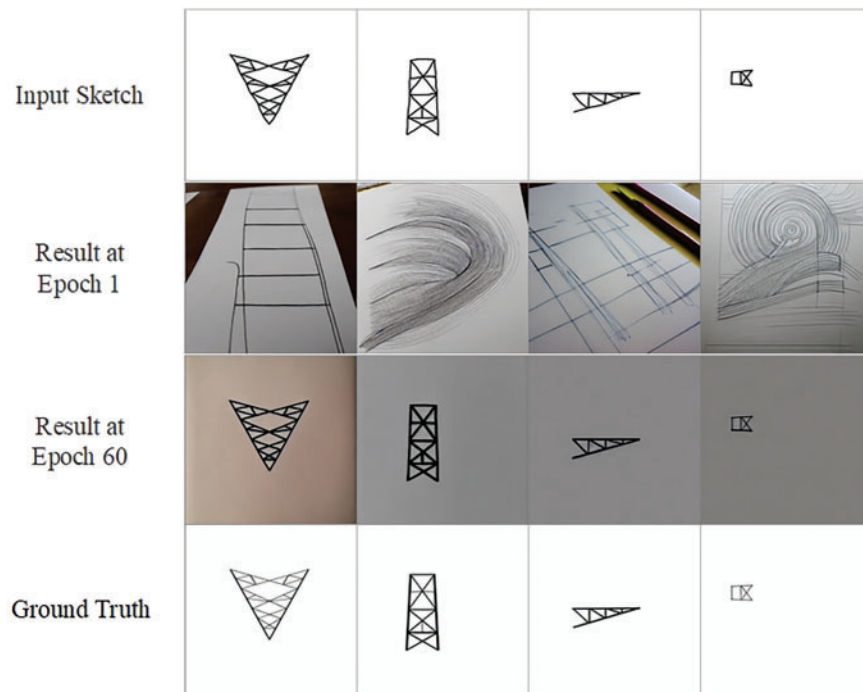 Input Sketch
Result at
Epoch 1
Result at
Epoch 60
Ground Truth